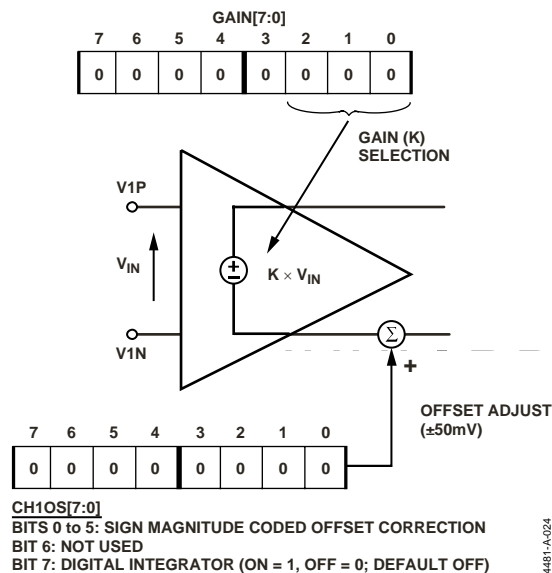 GAIN[7:0]
7 6 5 4 3 2 1 0
0 0 0 0 0 0 0 0
GAIN (K)
SELECTION
V1P
VIN
K × VIN
V1N
Σ
+
OFFSET ADJUST
(±50mV)
7 6 5 4 3 2 1 0
0 0 0 0 0 0 0 0
CH1OS[7:0]
BITS 0 to 5: SIGN MAGNITUDE CODED OFFSET CORRECTION
BIT 6: NOT USED
BIT 7: DIGITAL INTEGRATOR (ON = 1, OFF = 0; DEFAULT OFF)
4481-A-024